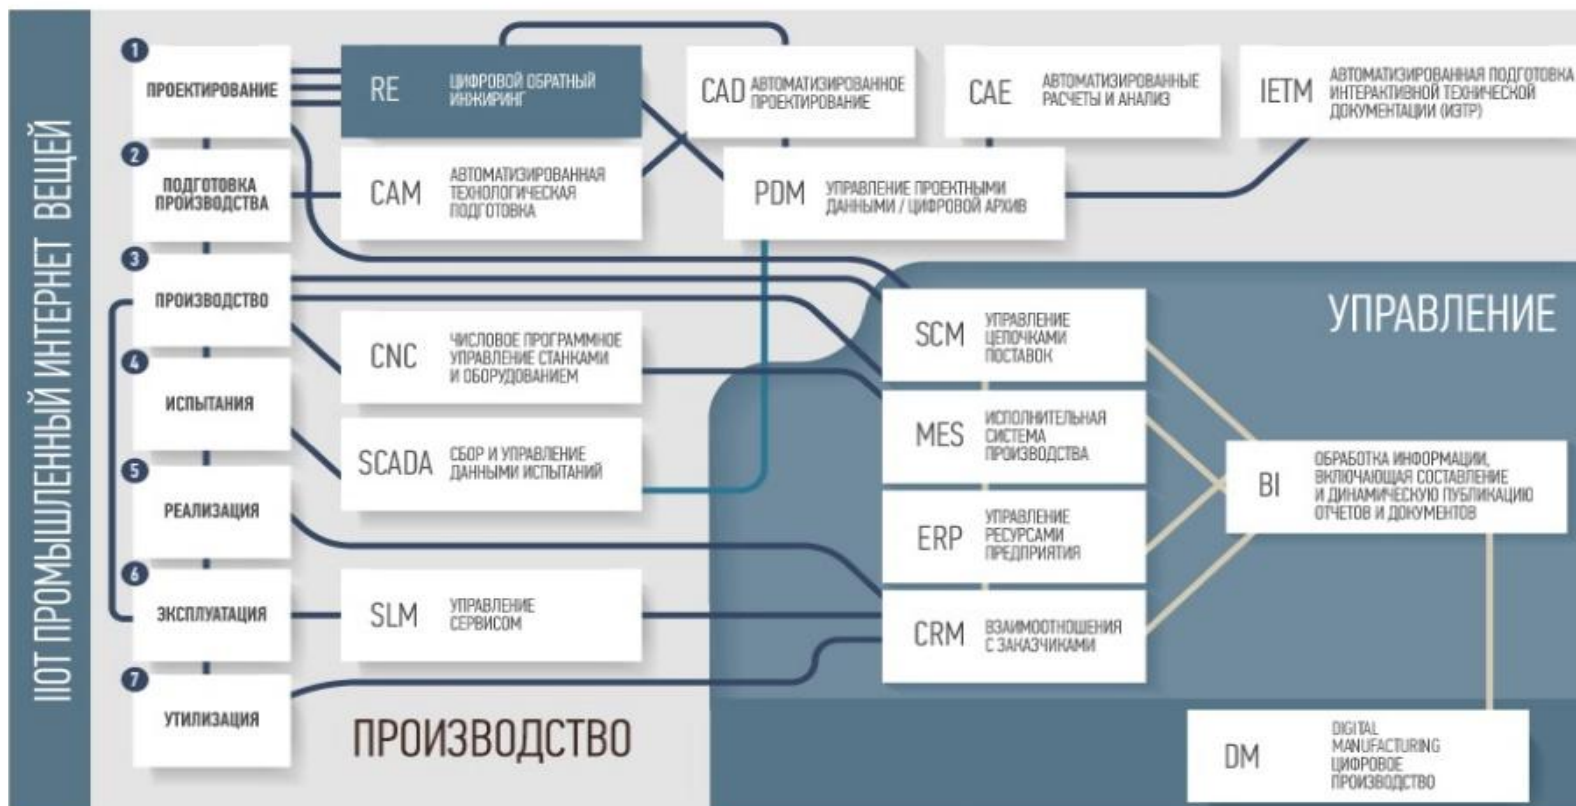 IIOT ПРОМЫШЛЕННЫЙ ИНТЕРНЕТ ВЕЩЕЙ
1
ПРОЕКТИРОВАНИЕ
RE
ЦИФРОВОЙ ОБРАТНЫЙ
ИНЖИРИНГ
CAD
АВТОМАТИЗИРОВАННОЕ
ПРОЕКТИРОВАНИЕ
CAE
АВТОМАТИЗИРОВАННЫЕ
РАСЧЕТЫ И АНАЛИЗ
IETM
АВТОМАТИЗИРОВАННАЯ ПОДГОТОВКА
ИНТЕРАКТИВНОЙ ТЕХНИЧЕСКОЙ
ДОКУМЕНТАЦИИ (ИЭТР)
2
ПОДГОТОВКА
ПРОИЗВОДСТВА
CAM
АВТОМАТИЗИРОВАННАЯ
ТЕХНОЛОГИЧЕСКАЯ
ПОДГОТОВКА
PDM
УПРАВЛЕНИЕ ПРОЕКТНЫМИ
ДАННЫМИ / ЦИФРОВОЙ АРХИВ
3
ПРОИЗВОДСТВО
CNC
ЧИСЛОВОЕ ПРОГРАММНОЕ
УПРАВЛЕНИЕ СТАНКАМИ
И ОБОРУДОВАНИЕМ
SCM
УПРАВЛЕНИЕ
ЦЕПОЧКАМИ
ПОСТАВОК
УПРАВЛЕНИЕ
4
ИСПЫТАНИЯ
SCADA
СБОР И УПРАВЛЕНИЕ
ДАННЫМИ ИСПЫТАНИЙ
MES
ИСПОЛНИТЕЛЬНАЯ
СИСТЕМА
ПРОИЗВОДСТВА
BI
ОБРАБОТКА ИНФОРМАЦИИ,
ВКЛЮЧАЮЩАЯ СОСТАВЛЕНИЕ
И ДИНАМИЧЕСКУЮ ПУБЛИКАЦИЮ
ОТЧЕТОВ И ДОКУМЕНТОВ
5
РЕАЛИЗАЦИЯ
ERP
УПРАВЛЕНИЕ
РЕСУРСАМИ
ПРЕДПРИЯТИЯ
6
ЭКСПЛУАТАЦИЯ
SLM
УПРАВЛЕНИЕ
СЕРВИСОМ
CRM
ВЗАИМООТНОШЕНИЯ
С ЗАКАЗЧИКАМИ
7
УТИЛИЗАЦИЯ
ПРОИЗВОДСТВО
DM
DIGITAL
MANUFACTURING
ЦИФРОВОЕ
ПРОИЗВОДСТВО